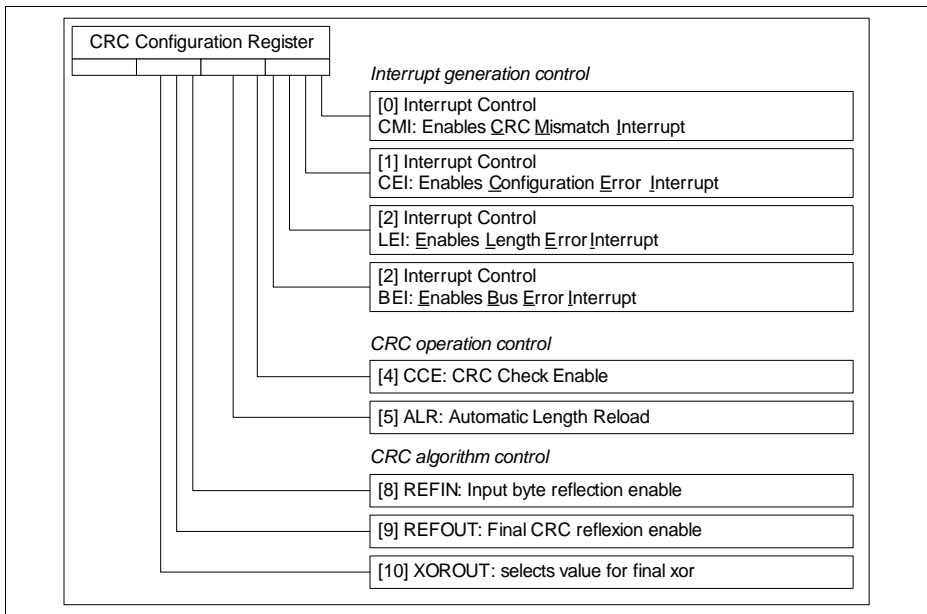 CRC Configuration Register
Interrupt generation control
[0] Interrupt Control
CMI: Enables CRC Mismatch Interrupt
[1] Interrupt Control
CEI: Enables Configuration Error Interrupt
[2] Interrupt Control
LEI: Enables Length Error Interrupt
[2] Interrupt Control
BEI: Enables Bus Error Interrupt
CRC operation control
[4] CCE: CRC Check Enable
[5] ALR: Automatic Length Reload
CRC algorithm control
[8] REFIN: Input byte reflection enable
[9] REFOUT: Final CRC reflexion enable
[10] XOROUT: selects value for final xor